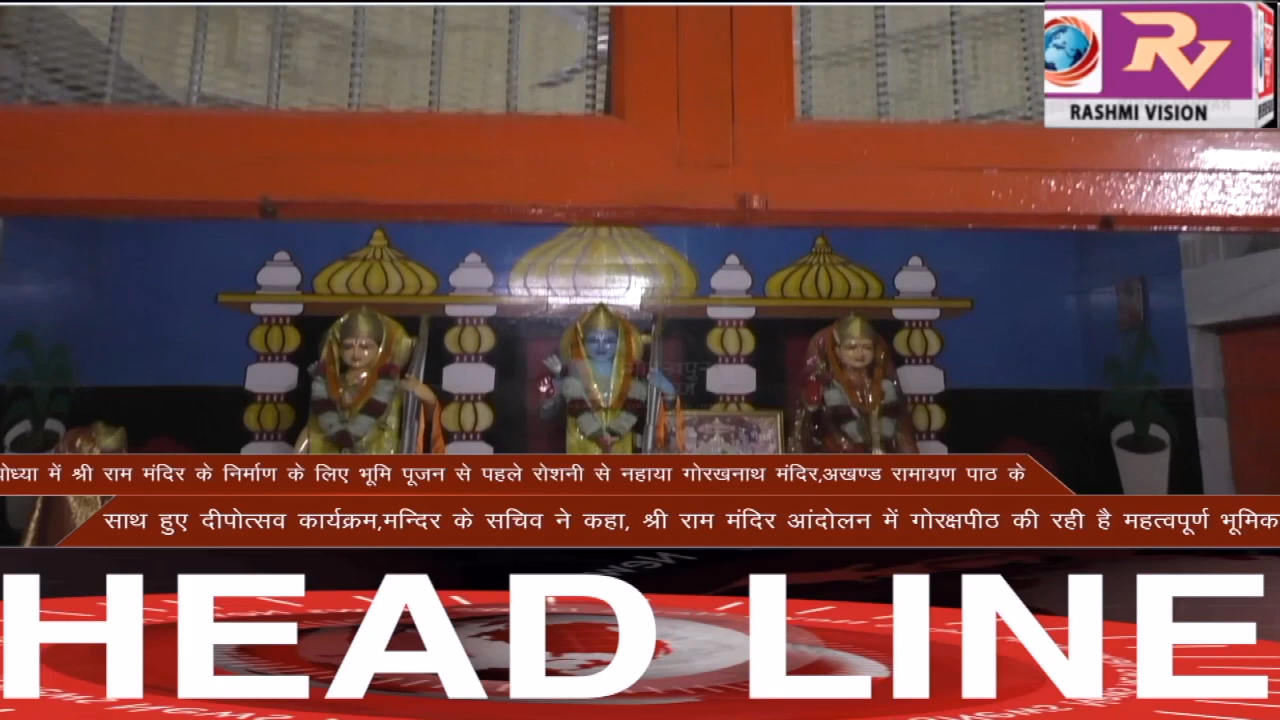 RV
RASHMI VISION
में श्री राम मंदिर के निर्माण के लिए भूमि पूजन से पहले रोशनी से नहाया गोरखनाथ मंदिर,अखण्ड रामायण पाठ के
साथ हुए दीपोत्सव कार्यक्रम,मन्दिर के सचिव ने कहा, श्री राम मंदिर आंदोलन में गोरक्षपीठ की रही है महत्वपूर्ण
HEAD LINE